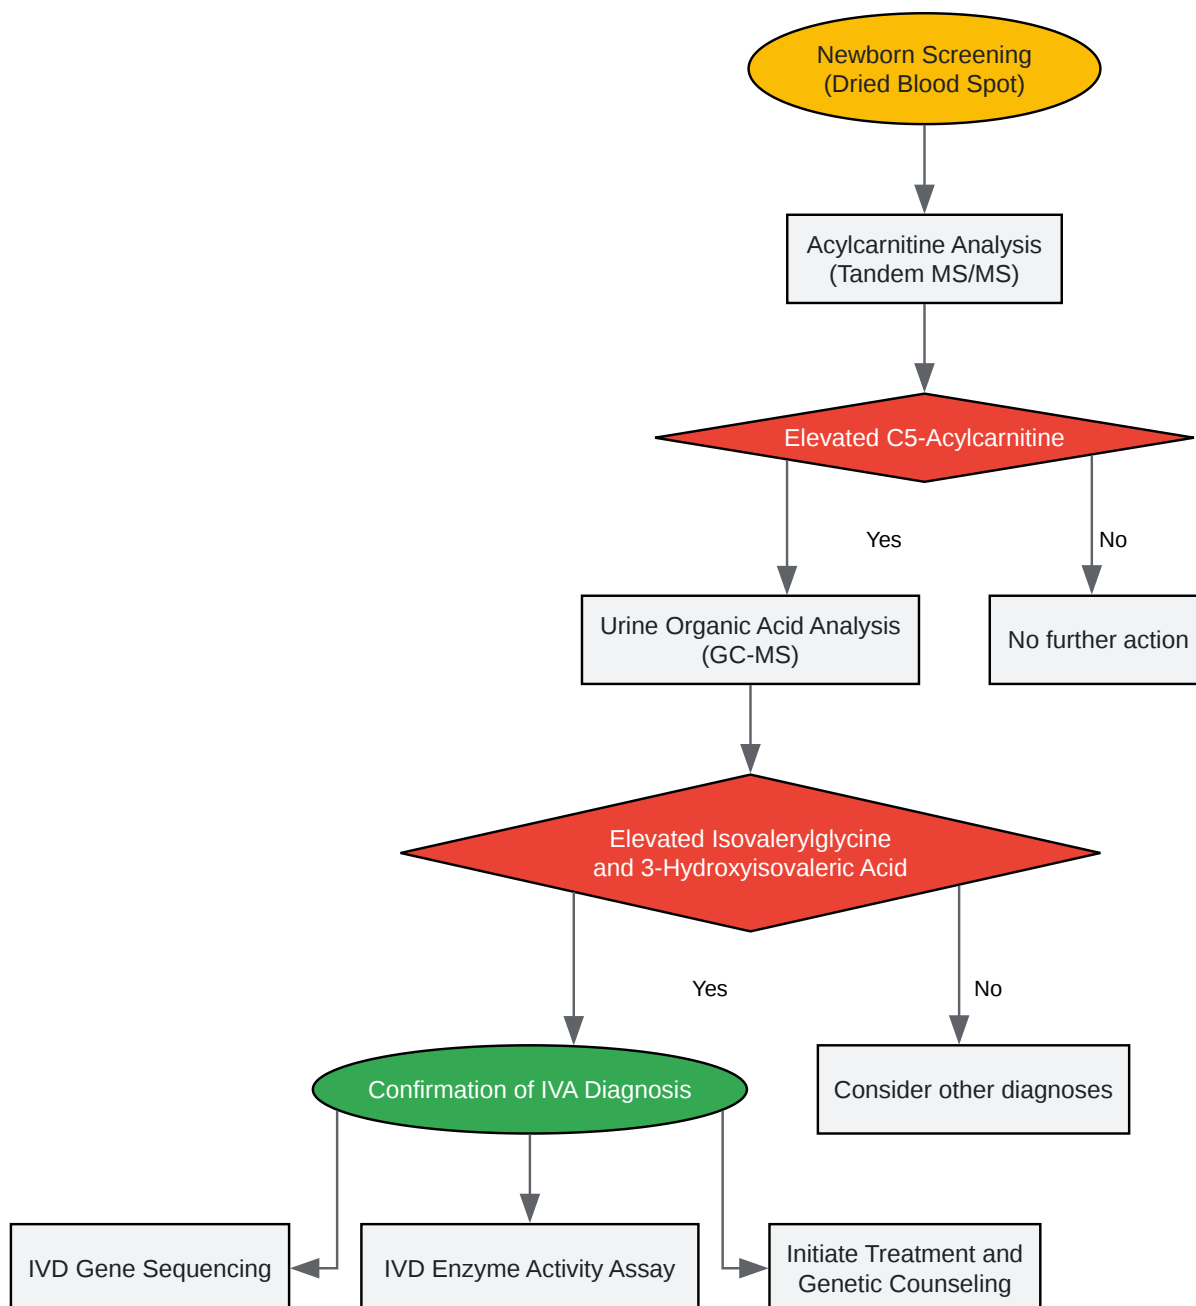 Newborn Screening
(Dried Blood Spot)
Acylcarnitine Analysis
(Tandem MS/MS)
Elevated C5-Acylcarnitine
Yes
No
Urine Organic Acid Analysis
(GC-MS)
No further action
Elevated Isovalerylglycine
and 3-Hydroxyisovaleric Acid
Yes
No
Confirmation of IVA Diagnosis
Consider other diagnoses
IVD Gene Sequencing
IVD Enzyme Activity Assay
Initiate Treatment and
Genetic Counseling